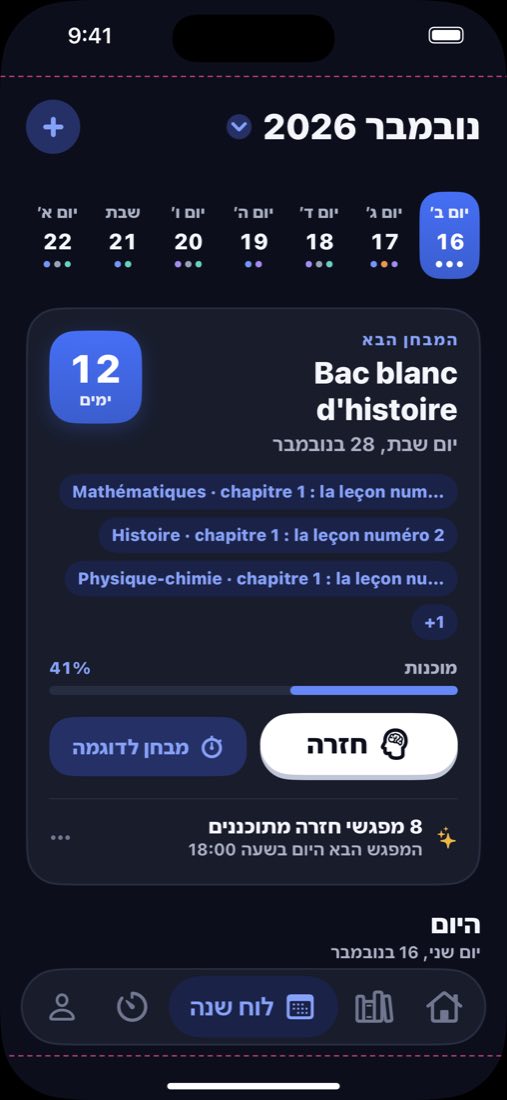 9:41
נובמבר 2026
יום ב׳ יום ג׳ יום ד׳ יום ה׳ יום ו׳ שבת יום א׳
16 17 18 19 20 21 22
המבחן הבא
Bac blanc
d'histoire
יום שבת, 28 בנובמבר
12
ימים
Mathématiques · chapitre 1 : la leçon num...
Histoire · chapitre 1 : la leçon numéro 2
Physique-chimie · chapitre 1 : la leçon nu...
+1
מוכנות 41%
חזרה
מבחן לדוגמה
8 מפגשי חזרה מתוכננים
המפגש הבא היום בשעה 18:00
היום
יום שני, 16 בנובמבר
לוח שנה